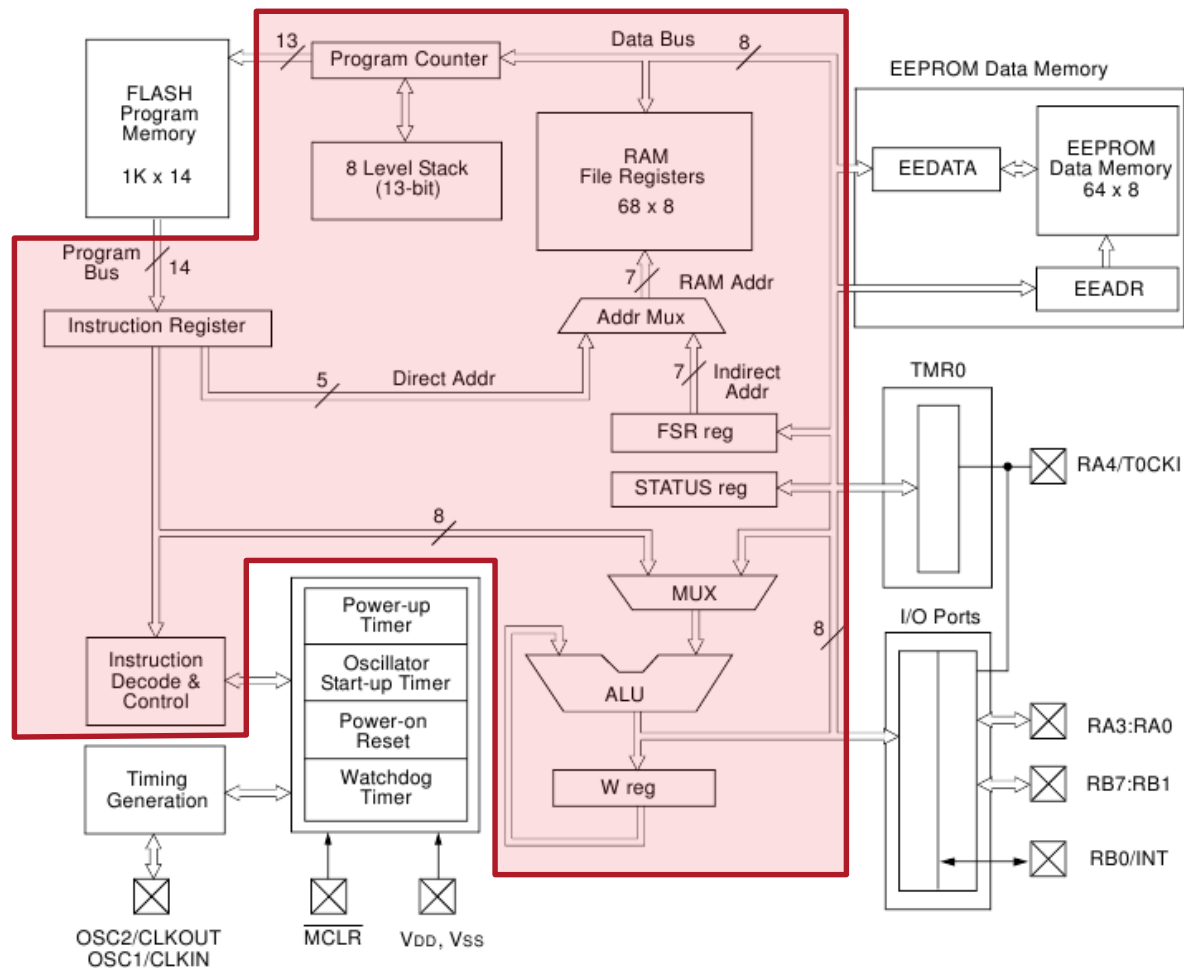 13
Program Counter
Data Bus
8
EEPROM Data Memory
FLASH
Program
Memory
1K x 14
8 Level Stack
(13-bit)
RAM
File Registers
68 x 8
EEDATA
EEPROM
Data Memory
64 x 8
Program
Bus
14
7
RAM Addr
EEADR
Instruction Register
Addr Mux
5
Direct Addr
7
Indirect
Addr
TMR0
FSR reg
RA4/T0CKI
STATUS reg
8
MUX
Power-up
Timer
I/O Ports
8
Instruction
Decode &
Control
Oscillator
Start-up Timer
ALU
Power-on
Reset
RA3:RA0
Timing
Generation
Watchdog
Timer
W reg
RB7:RB1
RB0/INT
OSC2/CLKOUT
OSC1/CLKIN
MCLR
VDD, VSS